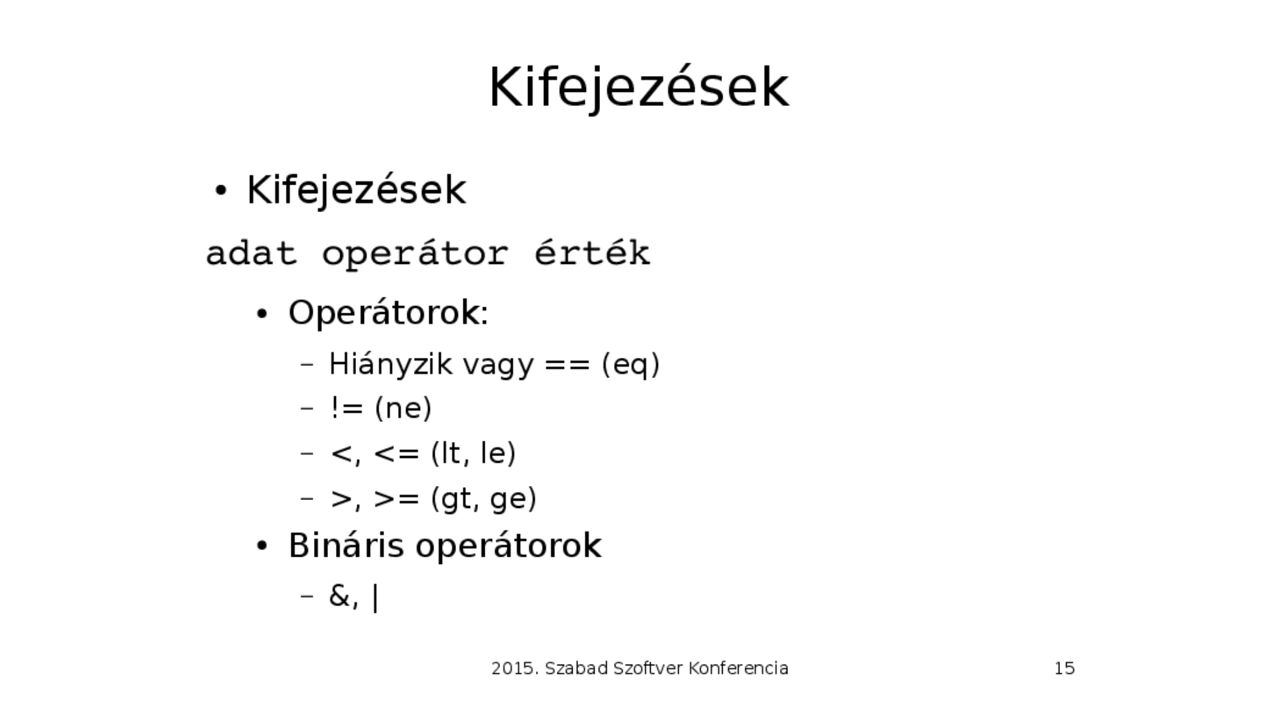 Kifejezések
• Kifejezések
adat operátor érték
• Operátorok:
– Hiányzik vagy == (eq)
– != (ne)
– <, <= (lt, le)
– >, >= (gt, ge)
• Bináris operátorok
– &, |
2015. Szabad Szoftver Konferencia 15